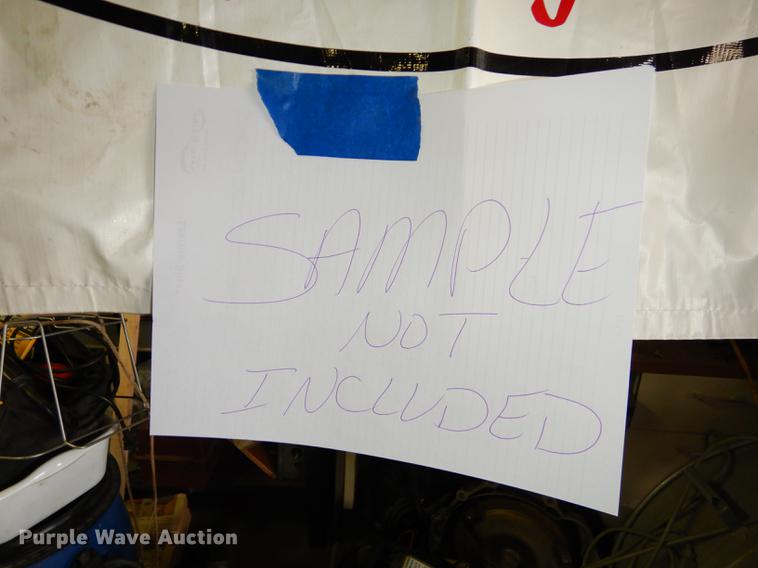 SAMPLE
NOT
INCLUDED
Purple Wave Auction